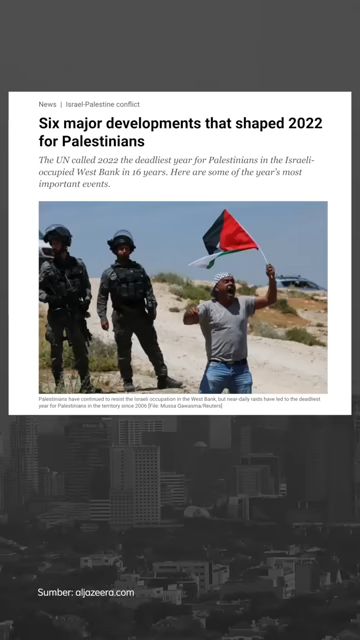 News | Israel-Palestine conflict
Six major developments that shaped 2022
for Palestinians
The UN called 2022 the deadliest year for Palestinians in the Israeli-
occupied West Bank in 16 years. Here are some of the year's most
important events.
Palestinians have continued to resist the Israeli occupation in the West Bank, but near-daily raids have led to the deadliest
year for Palestinians in the territory since 2006 [File: Mussa Qawasma/Reuters]
Sumber: aljazeera.com